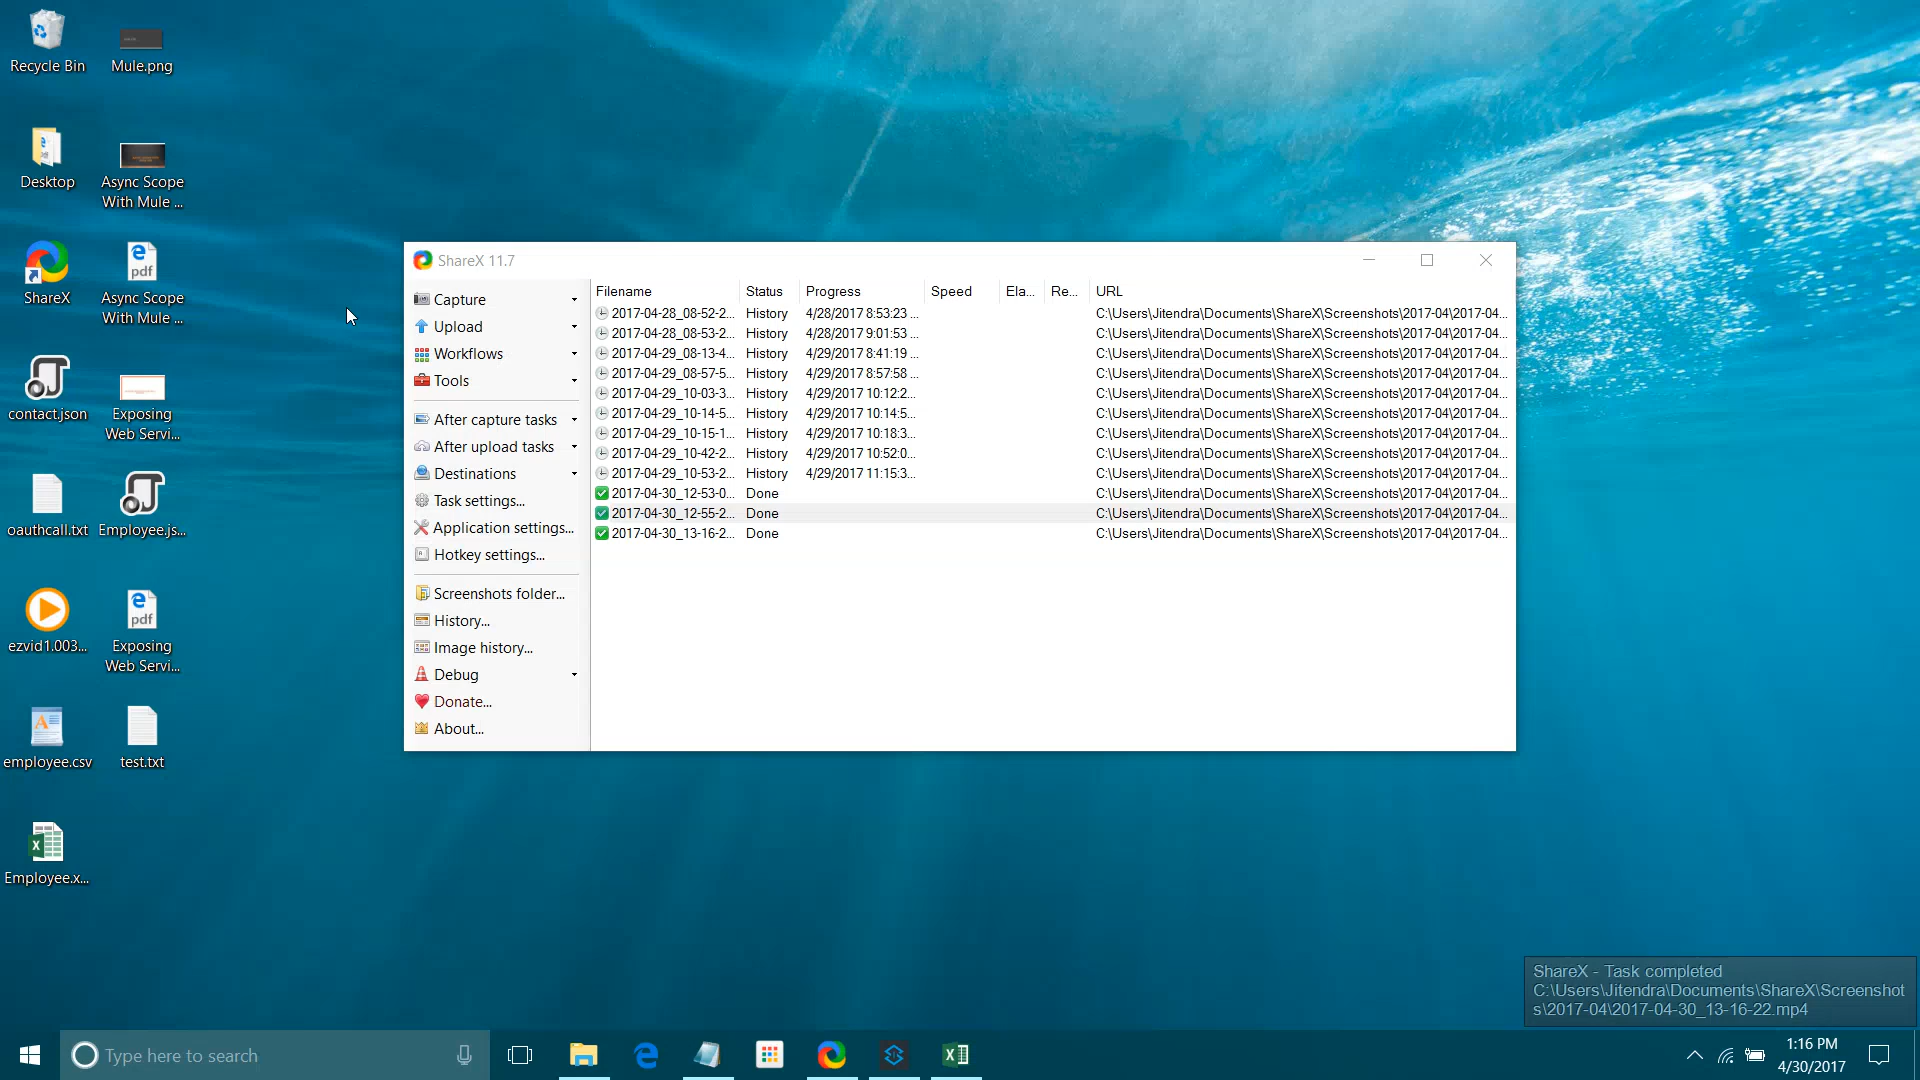 Recycle Bin
Mule.png
Desktop
Async Scope
With Mule ...
ShareX
Async Scope
With Mule ...
contact.json
Exposing
Web Servi...
oauthcall.txt
Employee.js...
ezvid1.003...
Exposing
Web Servi...
employee.csv
test.txt
Employee.x...
ShareX 11.7
Capture
Upload
Workflows
Tools
After capture tasks
After upload tasks
Destinations
Task settings...
Application settings...
Hotkey settings...
Screenshots folder...
History...
Image history...
Debug
Donate...
About...
Filename Status Progress Speed Ela... Re... URL
2017-04-28_08-52-2... History 4/28/2017 8:53:23 ... C:\Users\Jitendra\Documents\ShareX\Screenshots\2017-04\2017-04...
2017-04-28_08-53-2... History 4/28/2017 9:01:53 ... C:\Users\Jitendra\Documents\ShareX\Screenshots\2017-04\2017-04...
2017-04-29_08-13-4... History 4/29/2017 8:41:19 ... C:\Users\Jitendra\Documents\ShareX\Screenshots\2017-04\2017-04...
2017-04-29_08-57-5... History 4/29/2017 8:57:58 ... C:\Users\Jitendra\Documents\ShareX\Screenshots\2017-04\2017-04...
2017-04-29_10-03-3... History 4/29/2017 10:12:2... C:\Users\Jitendra\Documents\ShareX\Screenshots\2017-04\2017-04...
2017-04-29_10-14-5... History 4/29/2017 10:14:5... C:\Users\Jitendra\Documents\ShareX\Screenshots\2017-04\2017-04...
2017-04-29_10-15-1... History 4/29/2017 10:18:3... C:\Users\Jitendra\Documents\ShareX\Screenshots\2017-04\2017-04...
2017-04-29_10-42-2... History 4/29/2017 10:52:0... C:\Users\Jitendra\Documents\ShareX\Screenshots\2017-04\2017-04...
2017-04-29_10-53-2... History 4/29/2017 11:15:3... C:\Users\Jitendra\Documents\ShareX\Screenshots\2017-04\2017-04...
2017-04-30_12-53-0... Done C:\Users\Jitendra\Documents\ShareX\Screenshots\2017-04\2017-04...
2017-04-30_12-55-2... Done C:\Users\Jitendra\Documents\ShareX\Screenshots\2017-04\2017-04...
2017-04-30_13-16-2... Done C:\Users\Jitendra\Documents\ShareX\Screenshots\2017-04\2017-04...
ShareX - Task completed
C:\Users\Jitendra\Documents\ShareX\Screenshot
s\2017-04\2017-04-30_13-16-22.mp4
Type here to search
1:16 PM
4/30/2017